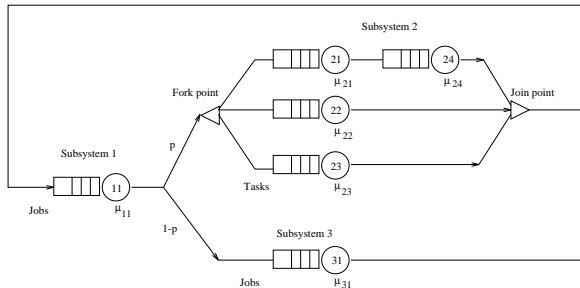 Subsystem 2
21
24
μ21
μ24
Fork point
Join point
22
μ22
p
Subsystem 1
23
Tasks
μ23
11
Jobs
μ11
1-p
Subsystem 3
31
Jobs
μ31